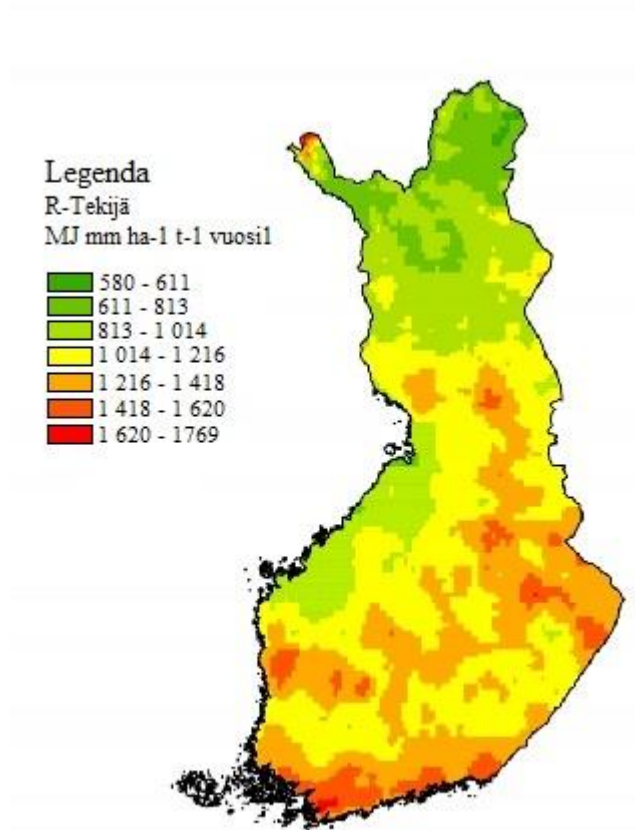 Legenda
R-Tekijä
MJ mm ha-1 t-1 vuosi1
580 - 611
611 - 813
813 - 1 014
1 014 - 1 216
1 216 - 1 418
1 418 - 1 620
1 620 - 1769